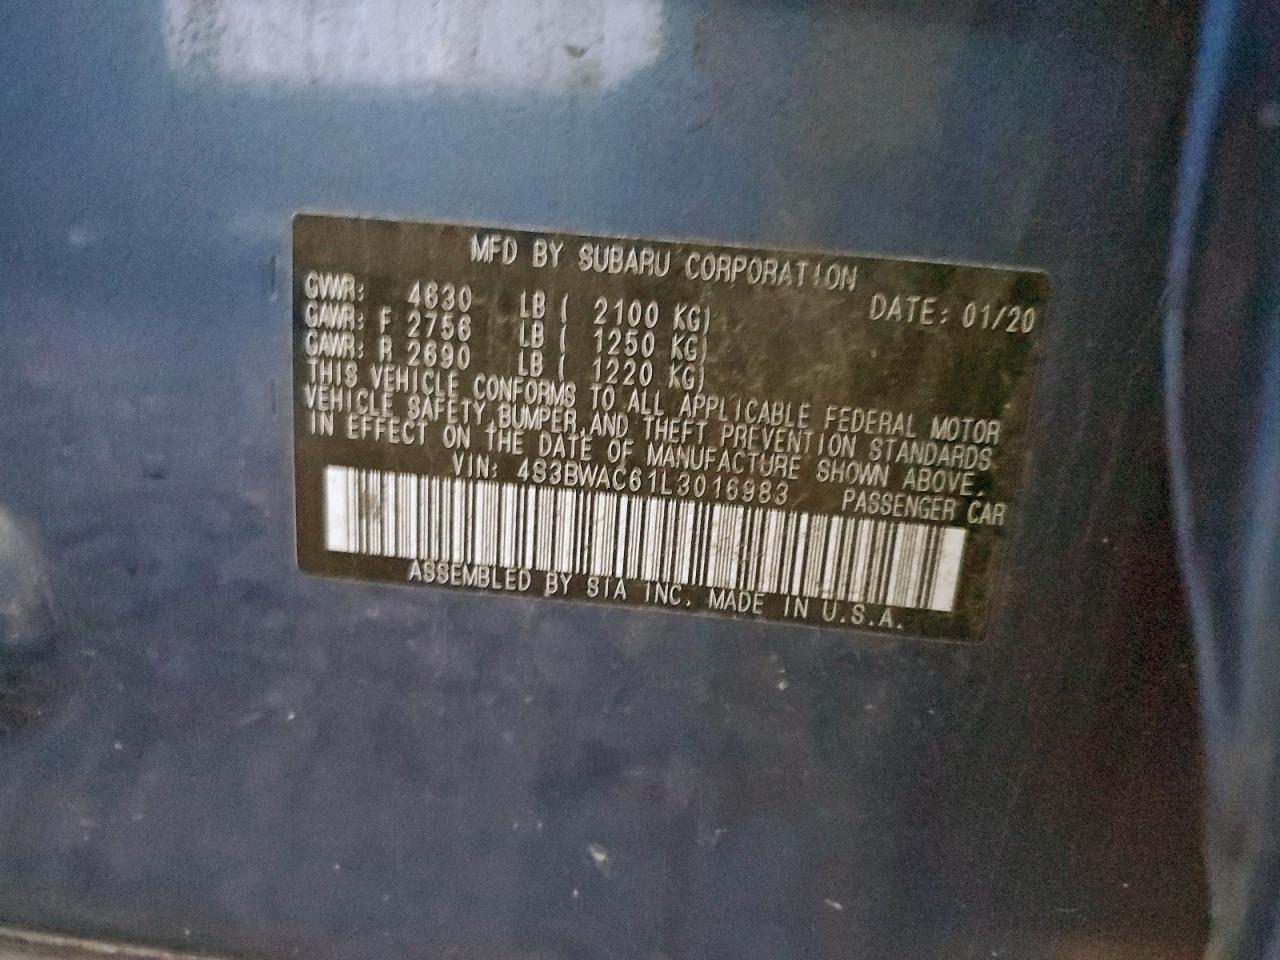 MFD BY SUBARU CORPORATION
GVWR: 4630 LB ( 2100 KG) DATE: 01/20
GAWR: F 2756 LB ( 1250 KG)
GAWR: R 2690 LB ( 1220 KG)
THIS VEHICLE CONFORMS TO ALL APPLICABLE FEDERAL MOTOR
VEHICLE SAFETY,BUMPER,AND THEFT PREVENTION STANDARDS
IN EFFECT ON THE DATE OF MANUFACTURE SHOWN ABOVE.
VIN: 4S3BWAC61L3016983 PASSENGER CAR
ASSEMBLED BY SIA INC. MADE IN U.S.A.